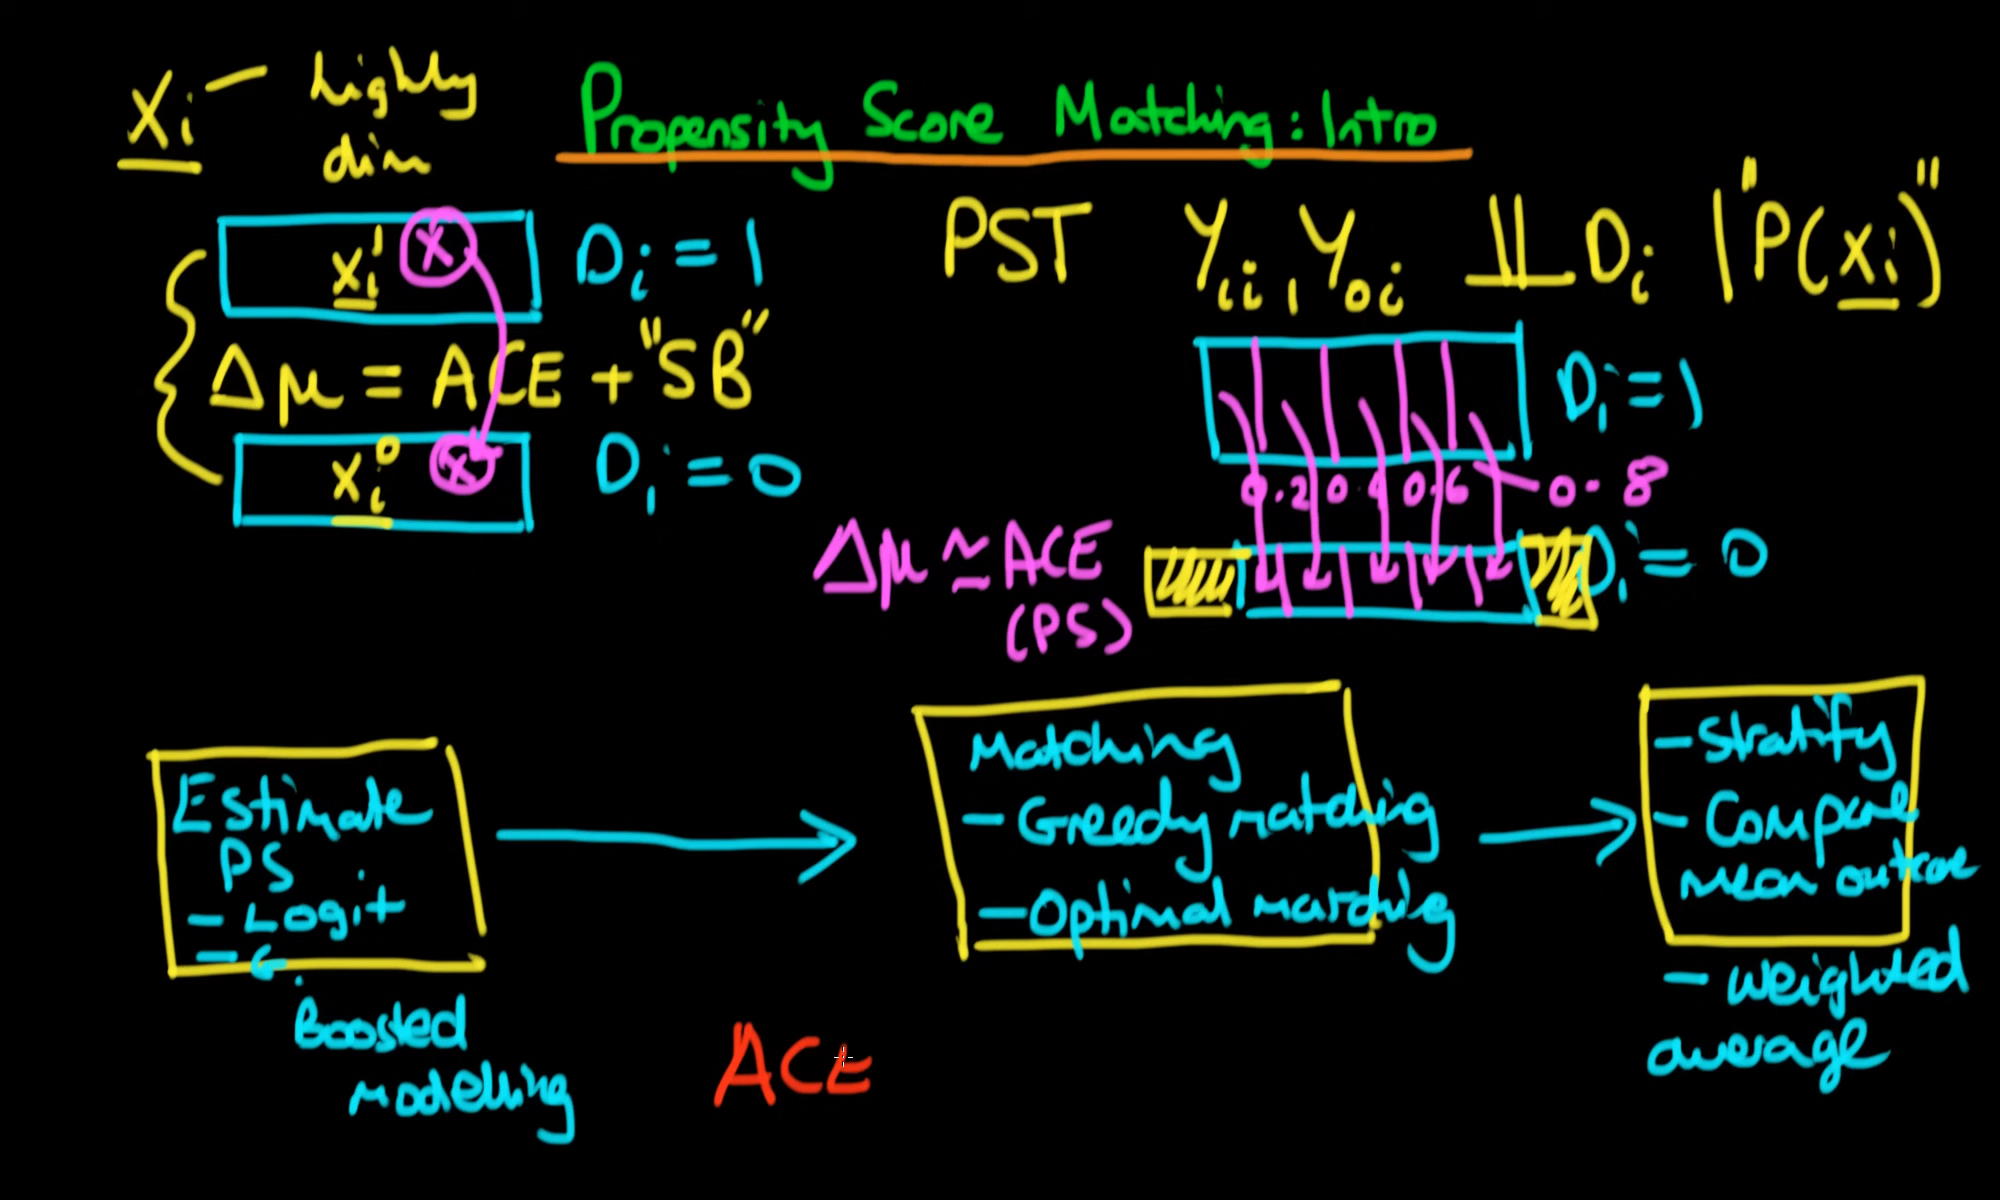 Propensity Score Matching: Intro
Xi — highly
dim
xi¹ x Di = 1
Δμ = ACE + "SB"
xi⁰ x Di = 0
PST Y1i, Y0i ⫫ Di | "P(xi)"
Di = 1
0.2 0.4 0.6 0.8
Di = 0
Δμ ≃ ACE
(PS)
Estimate
PS
- Logit
- G.
Boosted
modelling
Matching
- Greedy matching
- Optimal matching
- Stratify
- Compare
mean outcome
- weighted
average
ACE